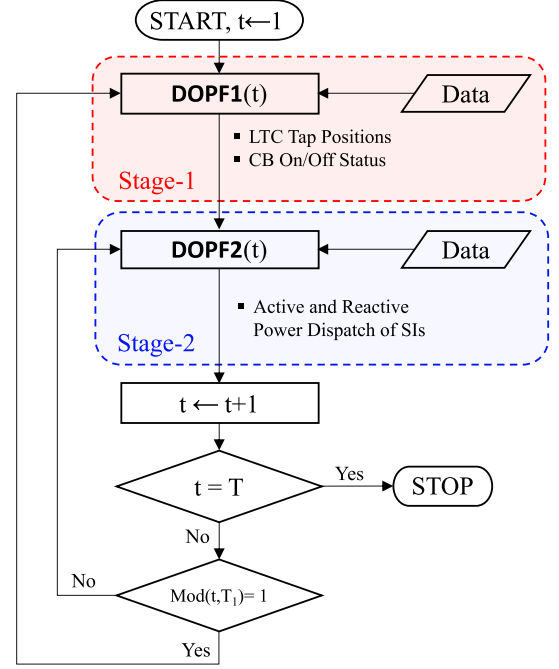 START, t←1
DOPF1(t)
Data
▪ LTC Tap Positions
▪ CB On/Off Status
Stage-1
DOPF2(t)
Data
▪ Active and Reactive
Power Dispatch of SIs
Stage-2
t ← t+1
t = T
Yes
STOP
No
Mod(t,T₁)= 1
No
Yes